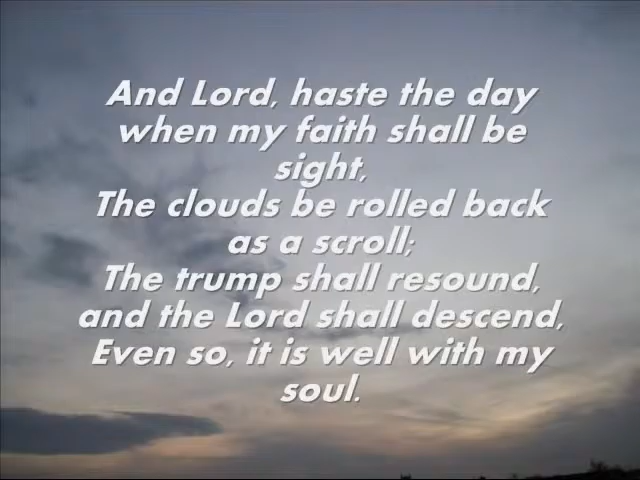 And Lord, haste the day
when my faith shall be
sight,
The clouds be rolled back
as a scroll;
The trump shall resound,
and the Lord shall descend,
Even so, it is well with my
soul.